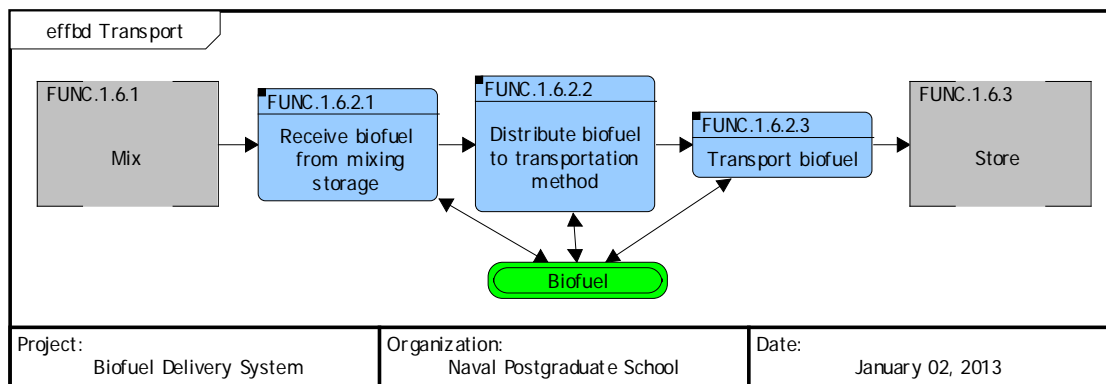 effbd Transport
FUNC.1.6.1
Mix
FUNC.1.6.2.1
Receive biofuel
from mixing
storage
FUNC.1.6.2.2
Distribute biofuel
to transportation
method
FUNC.1.6.2.3
Transport biofuel
FUNC.1.6.3
Store
Biofuel
Project:
Biofuel Delivery System
Organization:
Naval Postgraduate School
Date:
January 02, 2013